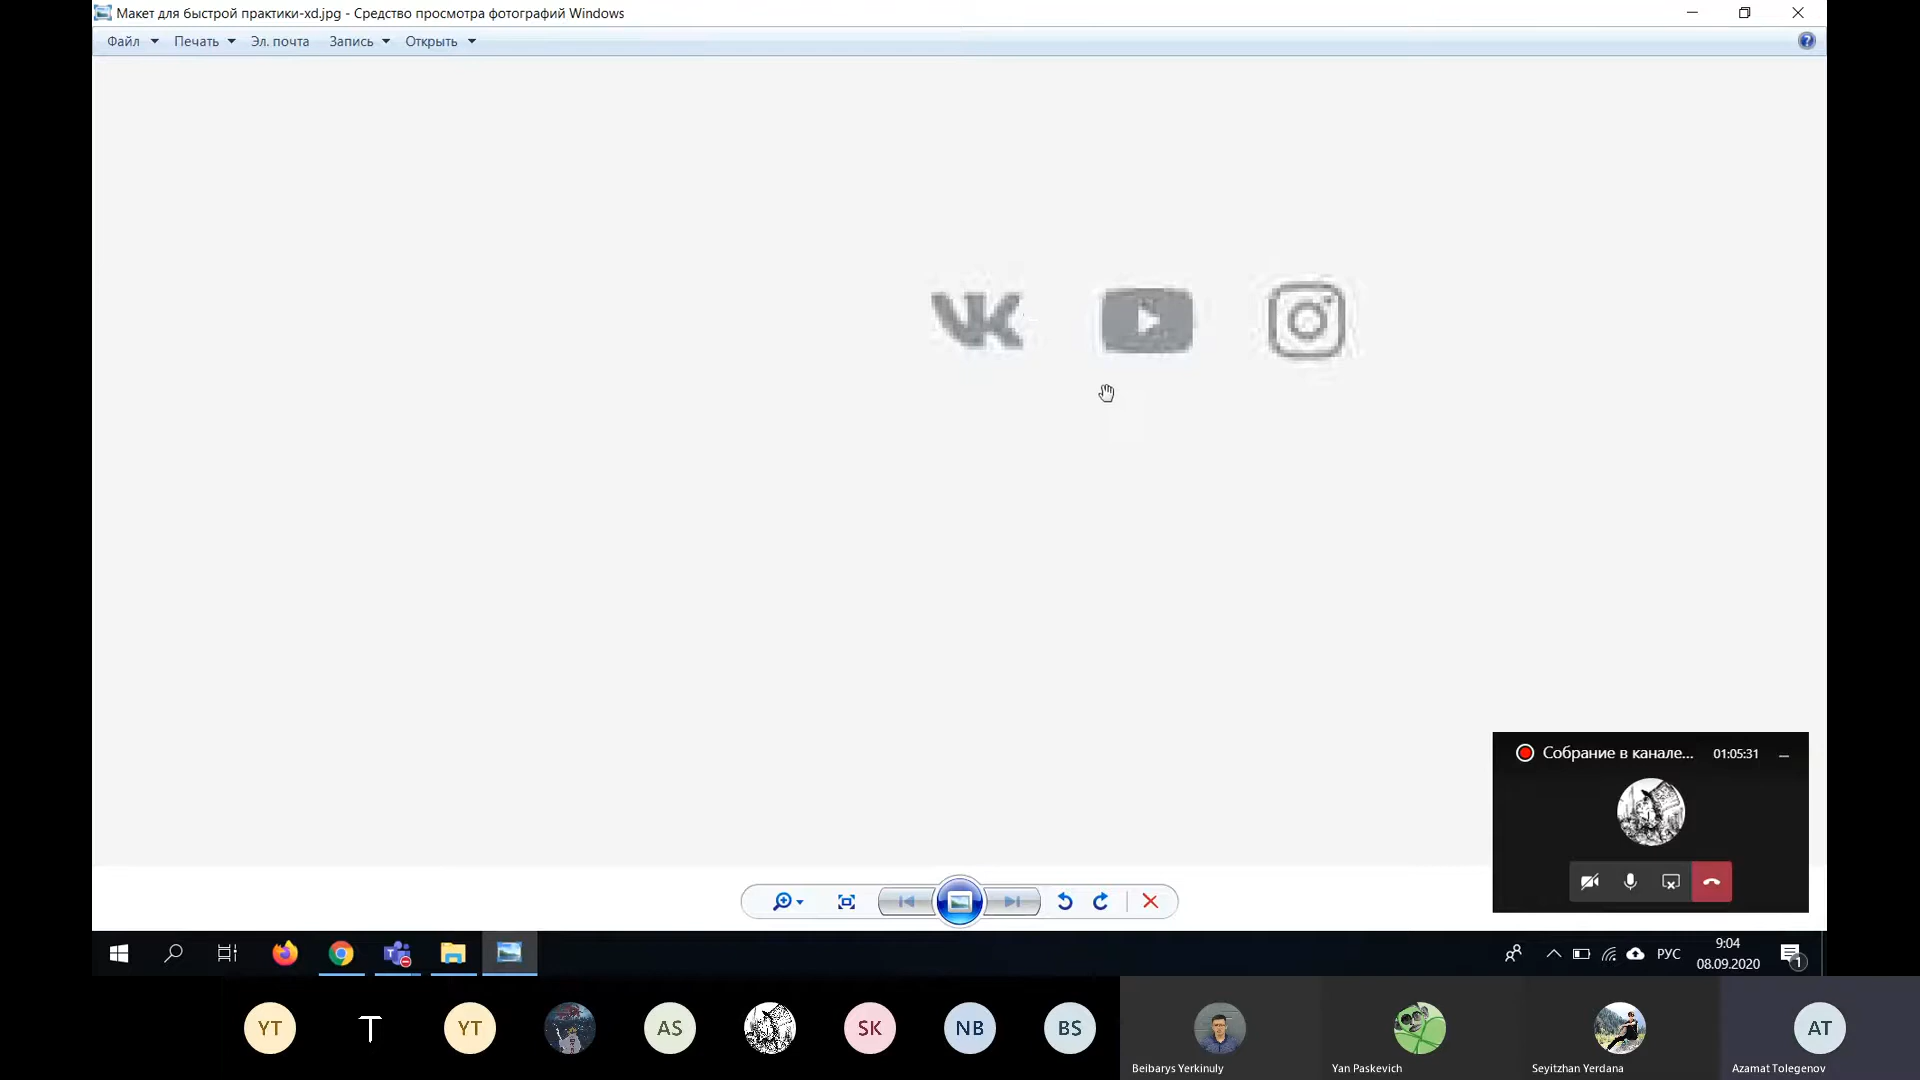 Макет для быстрой практики-xd.jpg - Средство просмотра фотографий Windows
Файл Печать Эл. почта Запись Открыть
VK
Собрание в канале... 01:05:31
РУС
9:04
08.09.2020
1
YT T YT AS SK NB BS AT
Beibarys Yerkinuly Yan Paskevich Seyitzhan Yerdana Azamat Tolegenov